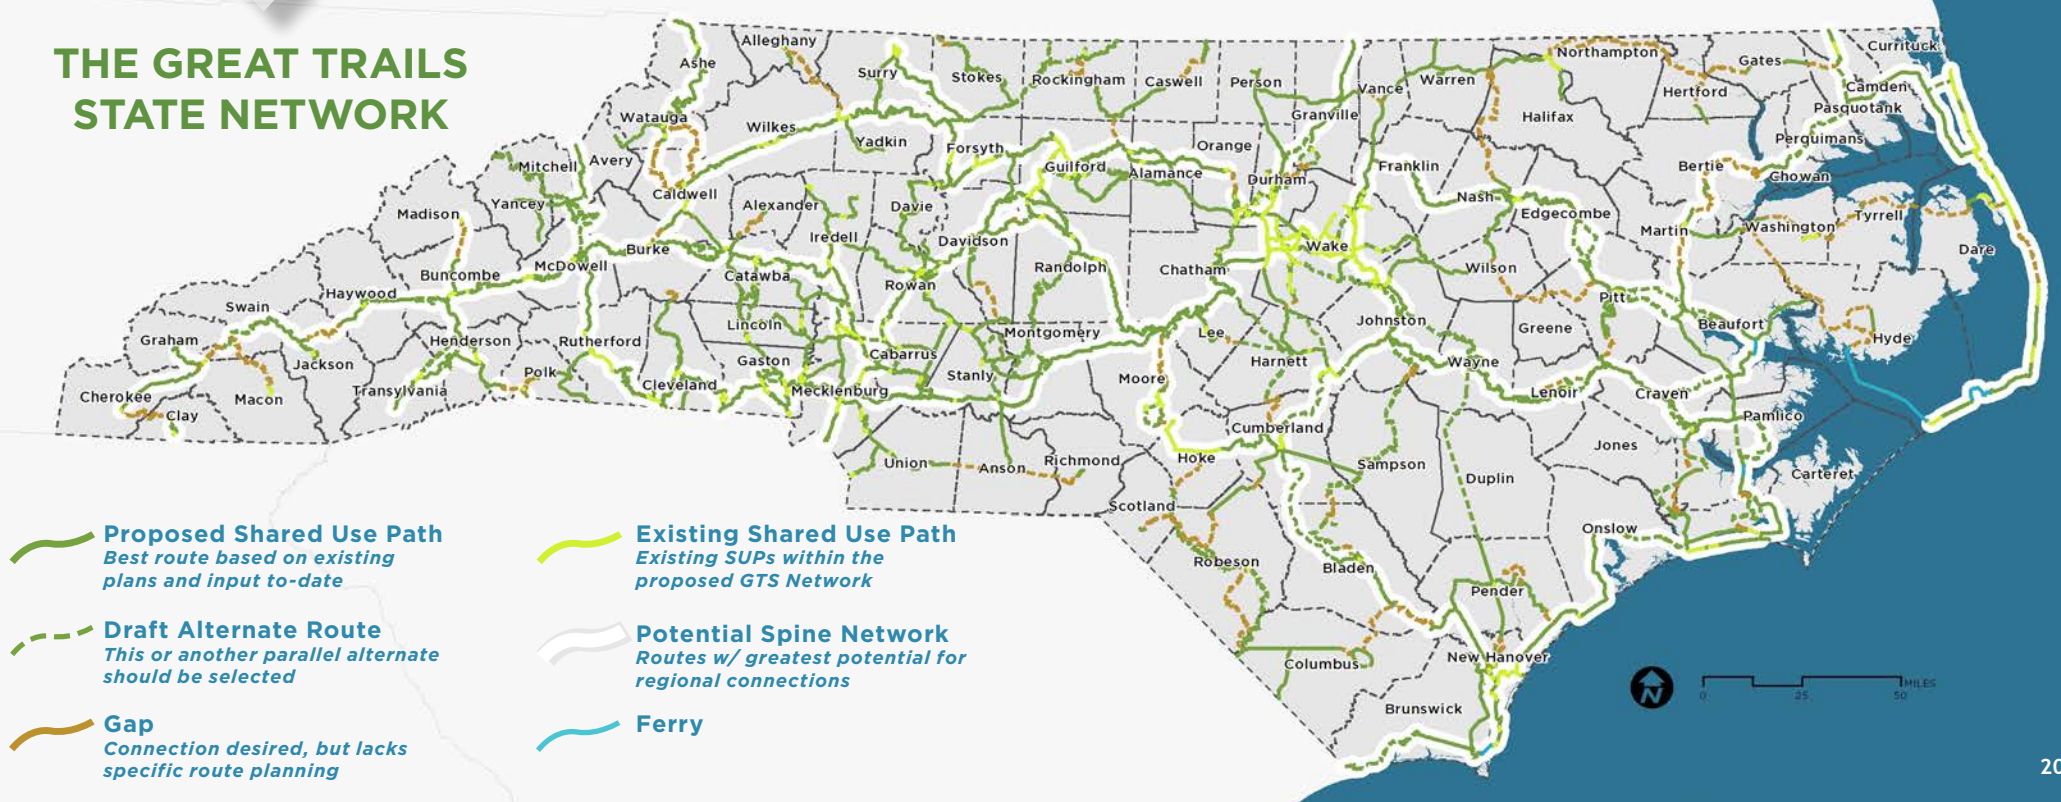 THE GREAT TRAILS
STATE NETWORK
Alleghany
Ashe
Surry
Stokes
Rockingham
Caswell
Person
Vance
Warren
Northampton
Gates
Currituck
Hertford
Camden
Pasquotank
Watauga
Wilkes
Yadkin
Forsyth
Guilford
Alamance
Orange
Granville
Durham
Franklin
Halifax
Perquimans
Bertie
Chowan
Mitchell
Avery
Caldwell
Yancey
Madison
Alexander
Davie
Iredell
Davidson
Nash
Edgecombe
Martin
Washington
Tyrrell
Dare
Burke
McDowell
Buncombe
Catawba
Rowan
Randolph
Chatham
Wake
Wilson
Pitt
Beaufort
Hyde
Haywood
Swain
Graham
Jackson
Henderson
Rutherford
Lincoln
Gaston
Cabarrus
Montgomery
Lee
Johnston
Greene
Harnett
Wayne
Lenoir
Craven
Pamlico
Cherokee
Clay
Macon
Transylvania
Polk
Cleveland
Mecklenburg
Stanly
Moore
Cumberland
Hoke
Sampson
Jones
Duplin
Carteret
Union
Anson
Richmond
Scotland
Onslow
Robeson
Bladen
Pender
Columbus
New Hanover
Brunswick
Proposed Shared Use Path
Best route based on existing
plans and input to-date
Draft Alternate Route
This or another parallel alternate
should be selected
Gap
Connection desired, but lacks
specific route planning
Existing Shared Use Path
Existing SUPs within the
proposed GTS Network
Potential Spine Network
Routes w/ greatest potential for
regional connections
Ferry
N
MILES
0 25 50
20